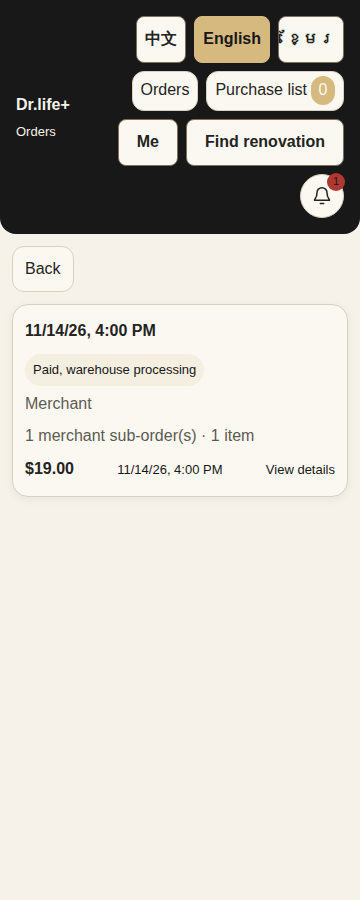 中文
English
ខ្មែរ
Dr.life+
Orders
Orders
Purchase list 0
Me
Find renovation
1
Back
11/14/26, 4:00 PM
Paid, warehouse processing
Merchant
1 merchant sub-order(s) · 1 item
$19.00
11/14/26, 4:00 PM
View details